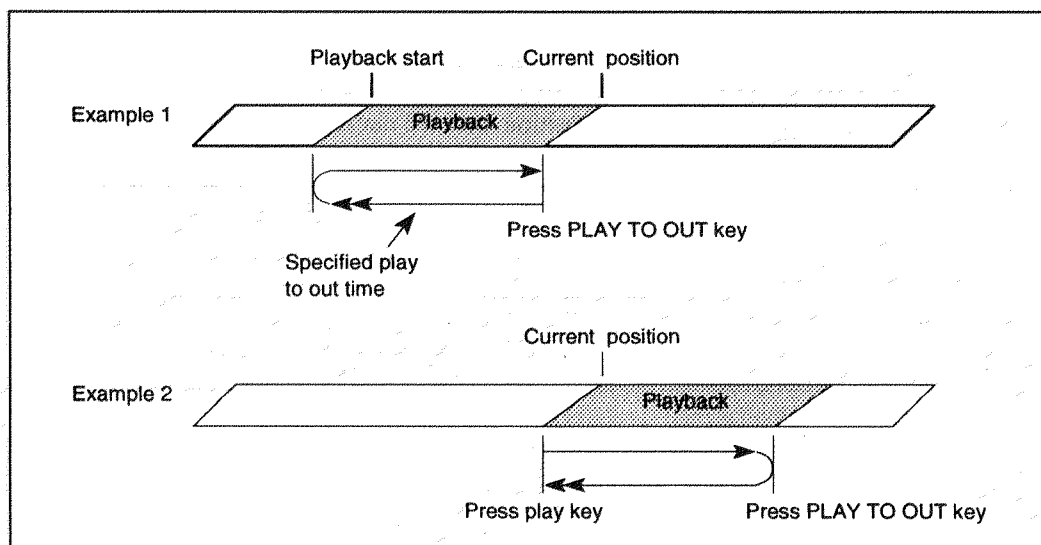 Playback start
Current position
Example 1
Playback
Press PLAY TO OUT key
Specified play
to out time
Current position
Example 2
Playback
Press play key
Press PLAY TO OUT key